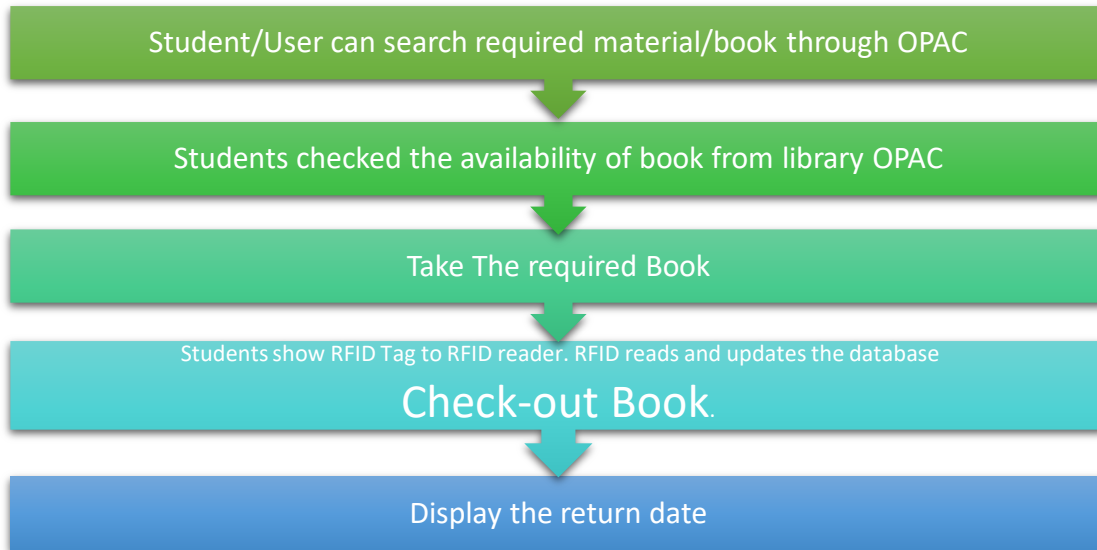 Student/User can search required material/book through OPAC
Students checked the availability of book from library OPAC
Take The required Book
Students show RFID Tag to RFID reader. RFID reads and updates the database
Check-out Book.
Display the return date